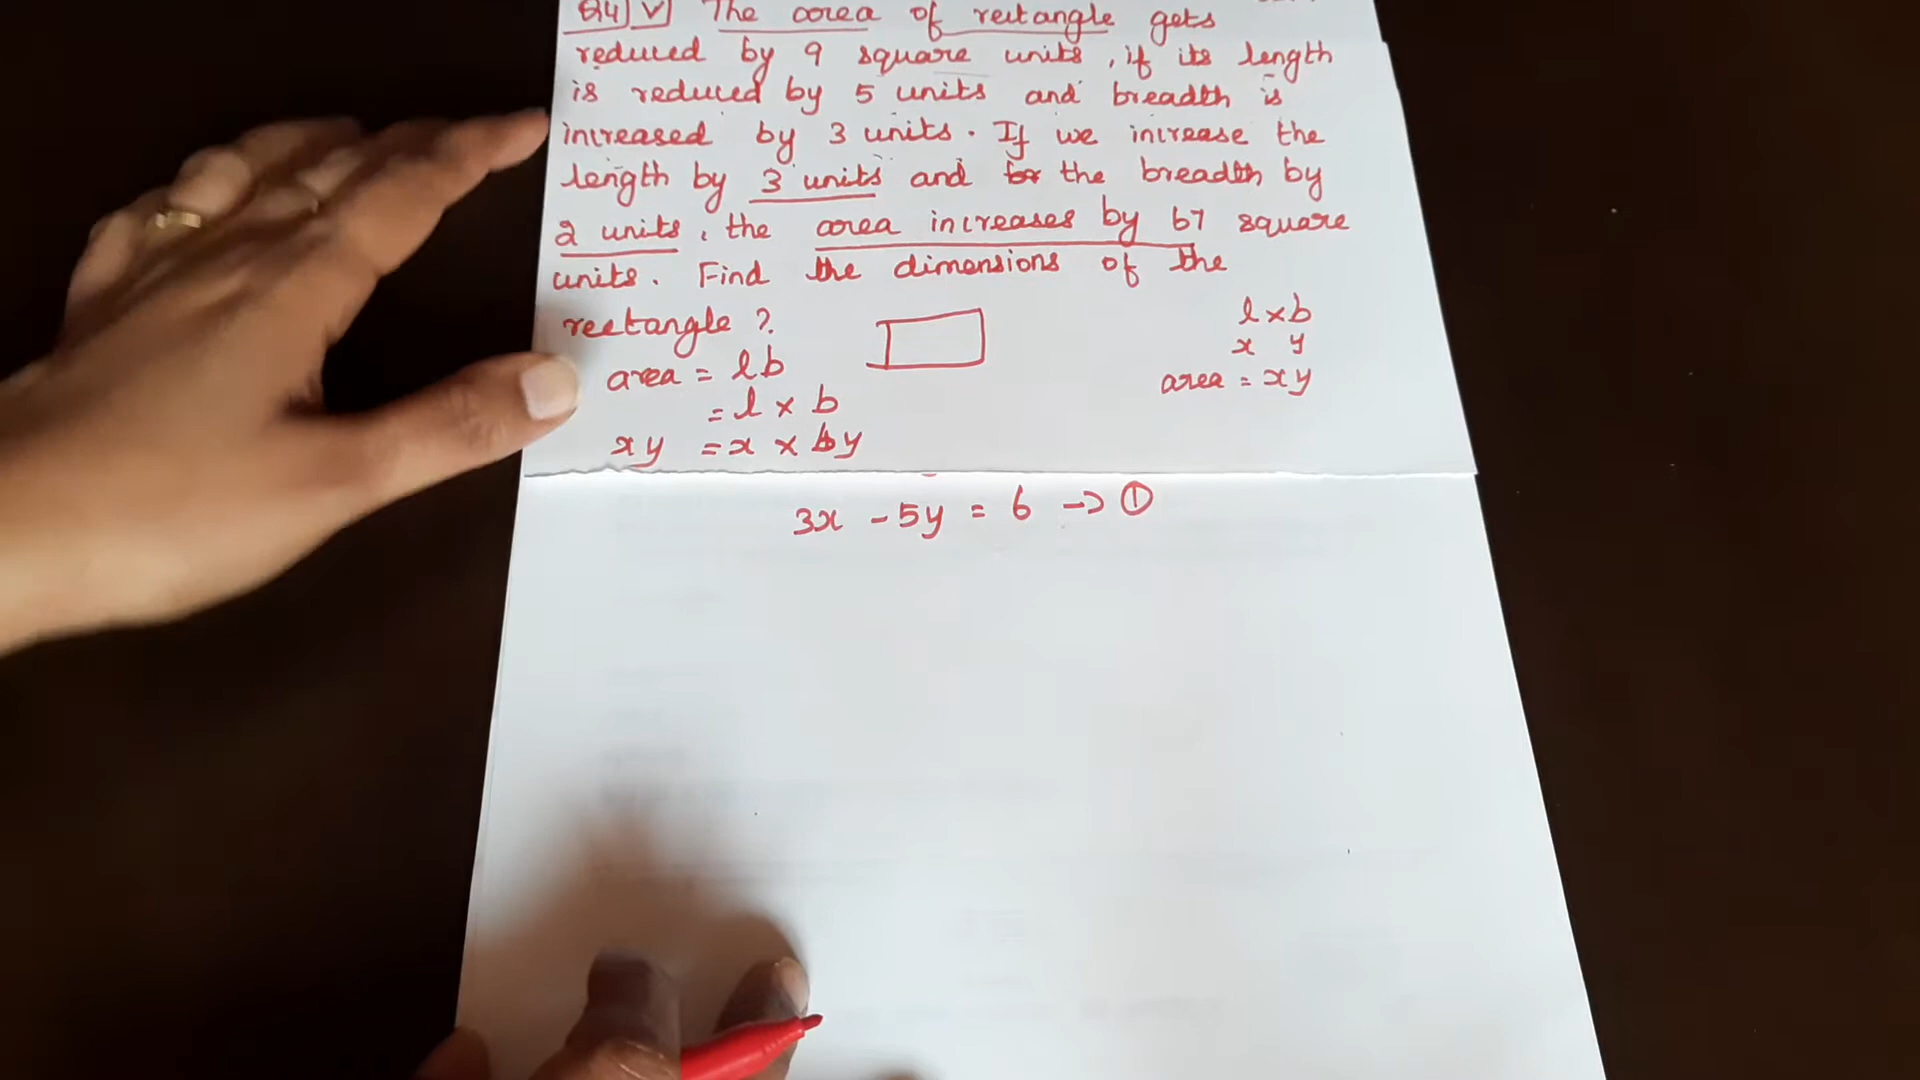 Q4] V] The area of rectangle gets
reduced by 9 square units, if its length
is reduced by 5 units and breadth is
increased by 3 units. If we increase the
length by 3 units and the breadth by
2 units, the area increases by 67 square
units. Find the dimensions of the
rectangle ?
l × b
x y
area = xy
area = lb
= l × b
xy = x × y
3x - 5y = 6 → ①